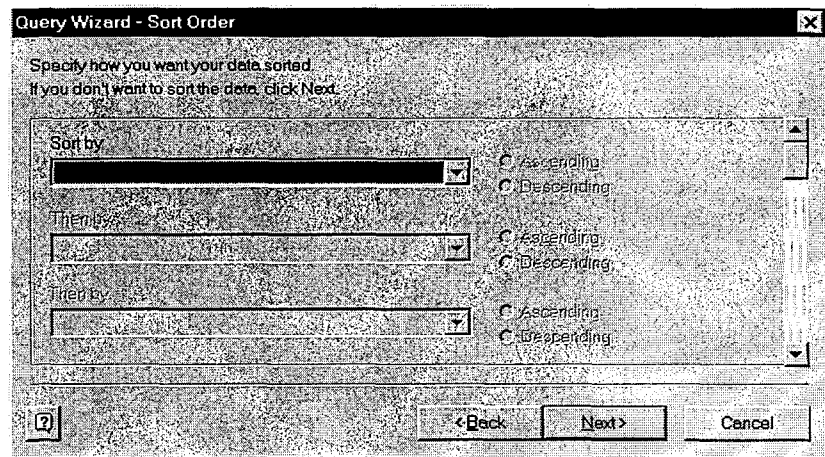 Query Wizard - Sort Order
Specify how you want your data sorted.
If you don't want to sort the data, click Next.
Sort by
Ascending
Descending
Then by
Ascending
Descending
Then by
Ascending
Descending
?
< Back
Next >
Cancel